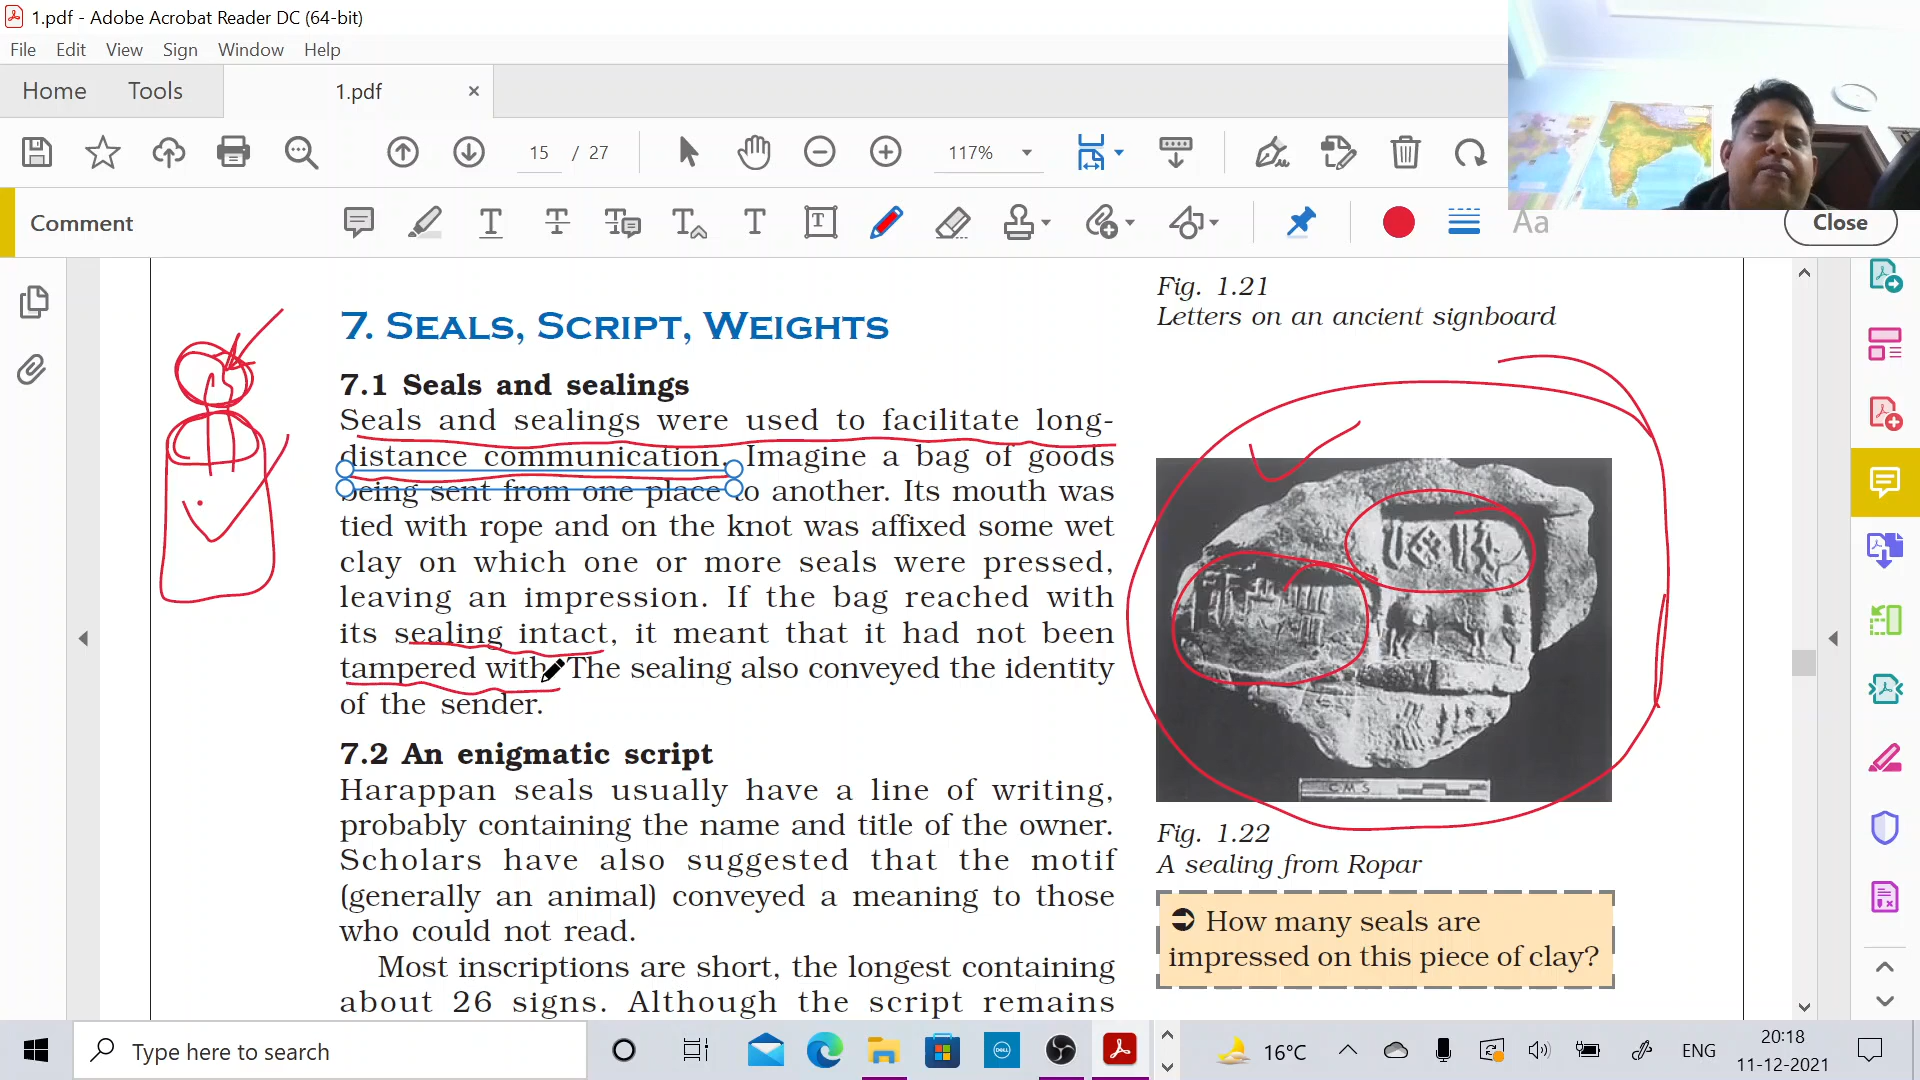 1.pdf - Adobe Acrobat Reader DC (64-bit)
File Edit View Sign Window Help
Home Tools 1.pdf ×
15 / 27 117%
Comment Aa Close
Fig. 1.21
Letters on an ancient signboard
7. SEALS, SCRIPT, WEIGHTS
7.1 Seals and sealings
Seals and sealings were used to facilitate long-
distance communication. Imagine a bag of goods
being sent from one place to another. Its mouth was
tied with rope and on the knot was affixed some wet
clay on which one or more seals were pressed,
leaving an impression. If the bag reached with
its sealing intact, it meant that it had not been
tampered with. The sealing also conveyed the identity
of the sender.
7.2 An enigmatic script
Harappan seals usually have a line of writing,
probably containing the name and title of the owner.
Scholars have also suggested that the motif
(generally an animal) conveyed a meaning to those
who could not read.
Most inscriptions are short, the longest containing
about 26 signs. Although the script remains
CMS
Fig. 1.22
A sealing from Ropar
How many seals are
impressed on this piece of clay?
Type here to search
16°C
ENG
20:18
11-12-2021